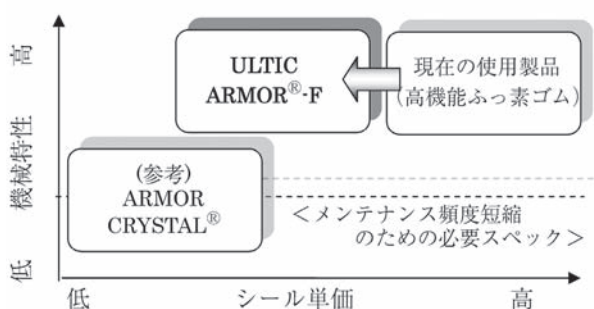 高
機械特性
低
ULTIC
ARMOR®-F
現在の使用製品
(高機能ふっ素ゴム)
(参考)
ARMOR
CRYSTAL®
＜メンテナンス頻度短縮
のための必要スペック＞
低
シール単価
高